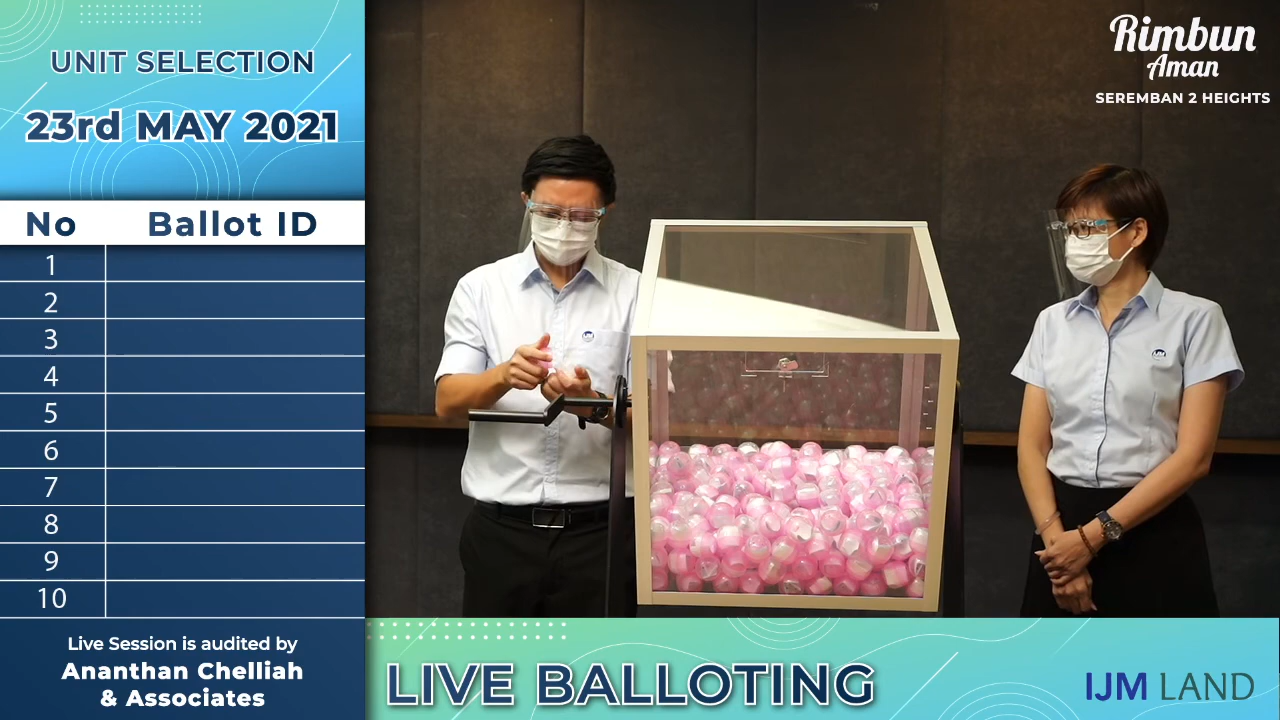 UNIT SELECTION
23rd MAY 2021
No Ballot ID
1
2
3
4
5
6
7
8
9
10
Live Session is audited by
Ananthan Chelliah
& Associates
Rimbun
Aman
SEREMBAN 2 HEIGHTS
LIVE BALLOTING
IJM LAND